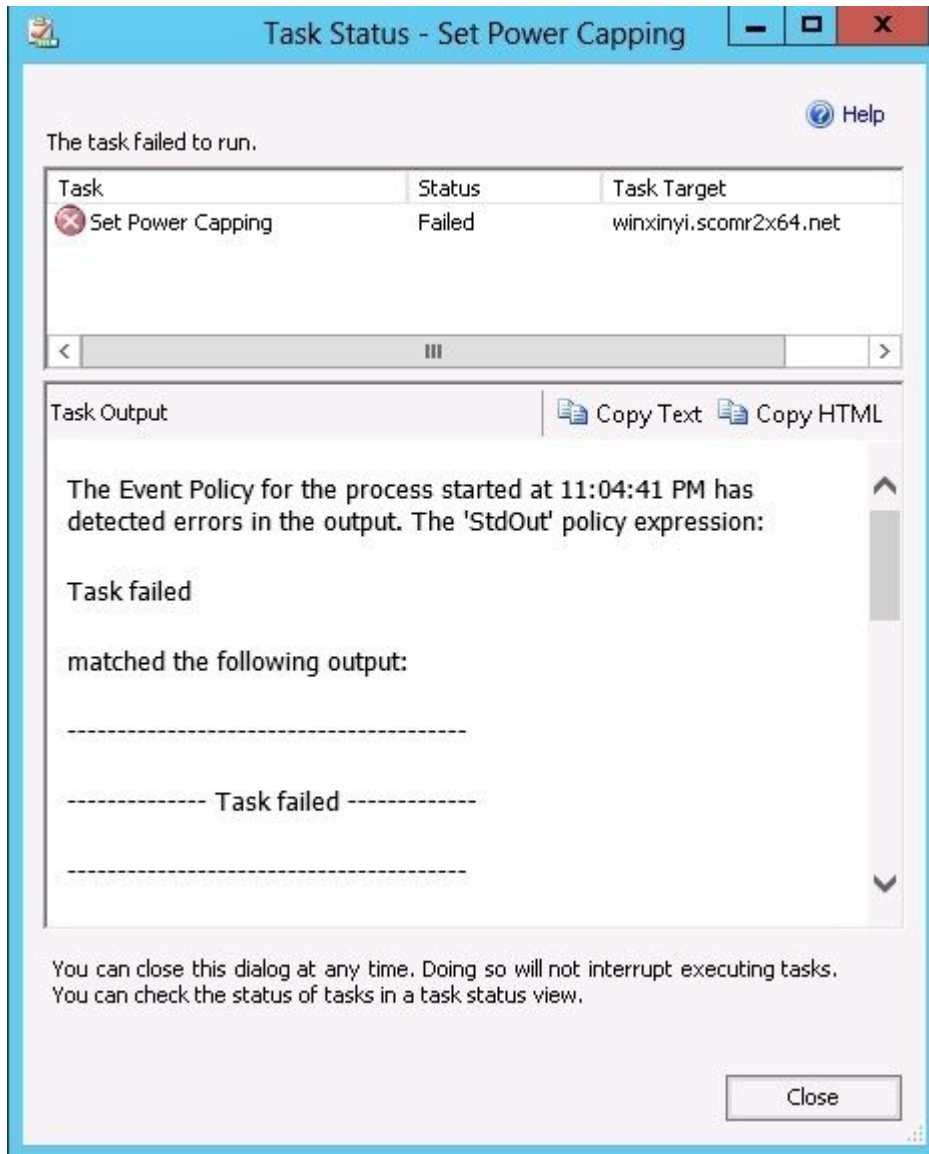 Task Status - Set Power Capping
Help
The task failed to run.
Task Status Task Target
Set Power Capping Failed winxinyi.scomr2x64.net
Task Output Copy Text Copy HTML
The Event Policy for the process started at 11:04:41 PM has
detected errors in the output. The 'StdOut' policy expression:
Task failed
matched the following output:
----------------------------------------
-------------- Task failed -------------
----------------------------------------
You can close this dialog at any time. Doing so will not interrupt executing tasks.
You can check the status of tasks in a task status view.
Close